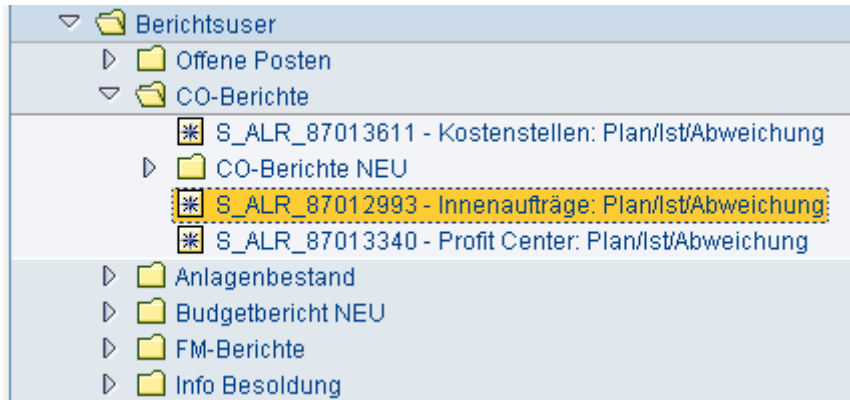 Berichtsuser
Offene Posten
CO-Berichte
S_ALR_87013611 - Kostenstellen: Plan/Ist/Abweichung
CO-Berichte NEU
S_ALR_87012993 - Innenaufträge: Plan/Ist/Abweichung
S_ALR_87013340 - Profit Center: Plan/Ist/Abweichung
Anlagenbestand
Budgetbericht NEU
FM-Berichte
Info Besoldung